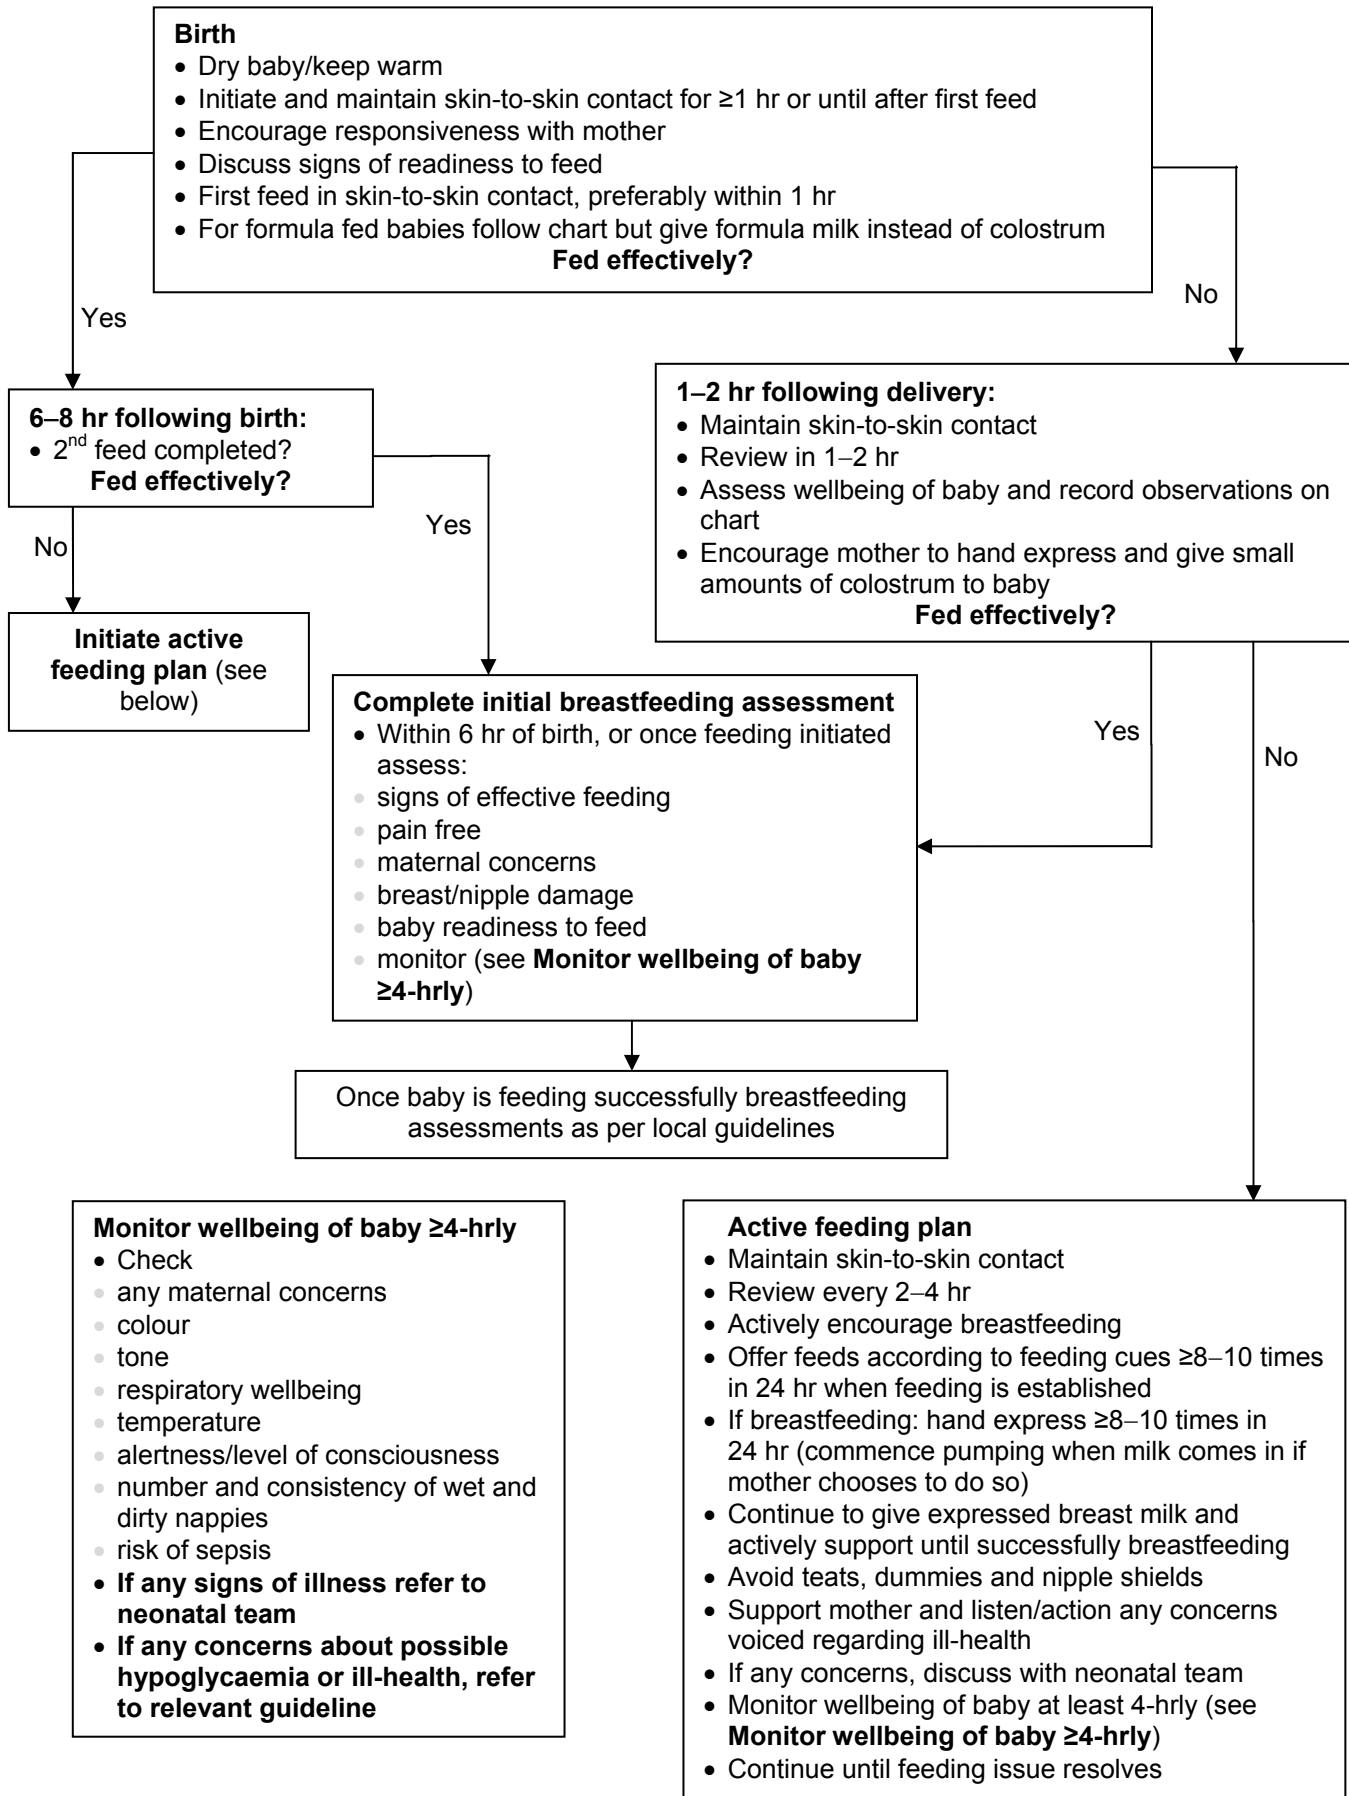 Birth
• Dry baby/keep warm
• Initiate and maintain skin-to-skin contact for ≥1 hr or until after first feed
• Encourage responsiveness with mother
• Discuss signs of readiness to feed
• First feed in skin-to-skin contact, preferably within 1 hr
• For formula fed babies follow chart but give formula milk instead of colostrum
Fed effectively?
Yes
No
6–8 hr following birth:
• 2nd feed completed?
Fed effectively?
No
Yes
Initiate active
feeding plan (see
below)
1–2 hr following delivery:
• Maintain skin-to-skin contact
• Review in 1–2 hr
• Assess wellbeing of baby and record observations on
chart
• Encourage mother to hand express and give small
amounts of colostrum to baby
Fed effectively?
Yes
No
Complete initial breastfeeding assessment
• Within 6 hr of birth, or once feeding initiated
assess:
• signs of effective feeding
• pain free
• maternal concerns
• breast/nipple damage
• baby readiness to feed
• monitor (see Monitor wellbeing of baby
≥4-hrly)
Once baby is feeding successfully breastfeeding
assessments as per local guidelines
Monitor wellbeing of baby ≥4-hrly
• Check
• any maternal concerns
• colour
• tone
• respiratory wellbeing
• temperature
• alertness/level of consciousness
• number and consistency of wet and
dirty nappies
• risk of sepsis
• If any signs of illness refer to
neonatal team
• If any concerns about possible
hypoglycaemia or ill-health, refer
to relevant guideline
Active feeding plan
• Maintain skin-to-skin contact
• Review every 2–4 hr
• Actively encourage breastfeeding
• Offer feeds according to feeding cues ≥8–10 times
in 24 hr when feeding is established
• If breastfeeding: hand express ≥8–10 times in
24 hr (commence pumping when milk comes in if
mother chooses to do so)
• Continue to give expressed breast milk and
actively support until successfully breastfeeding
• Avoid teats, dummies and nipple shields
• Support mother and listen/action any concerns
voiced regarding ill-health
• If any concerns, discuss with neonatal team
• Monitor wellbeing of baby at least 4-hrly (see
Monitor wellbeing of baby ≥4-hrly)
• Continue until feeding issue resolves